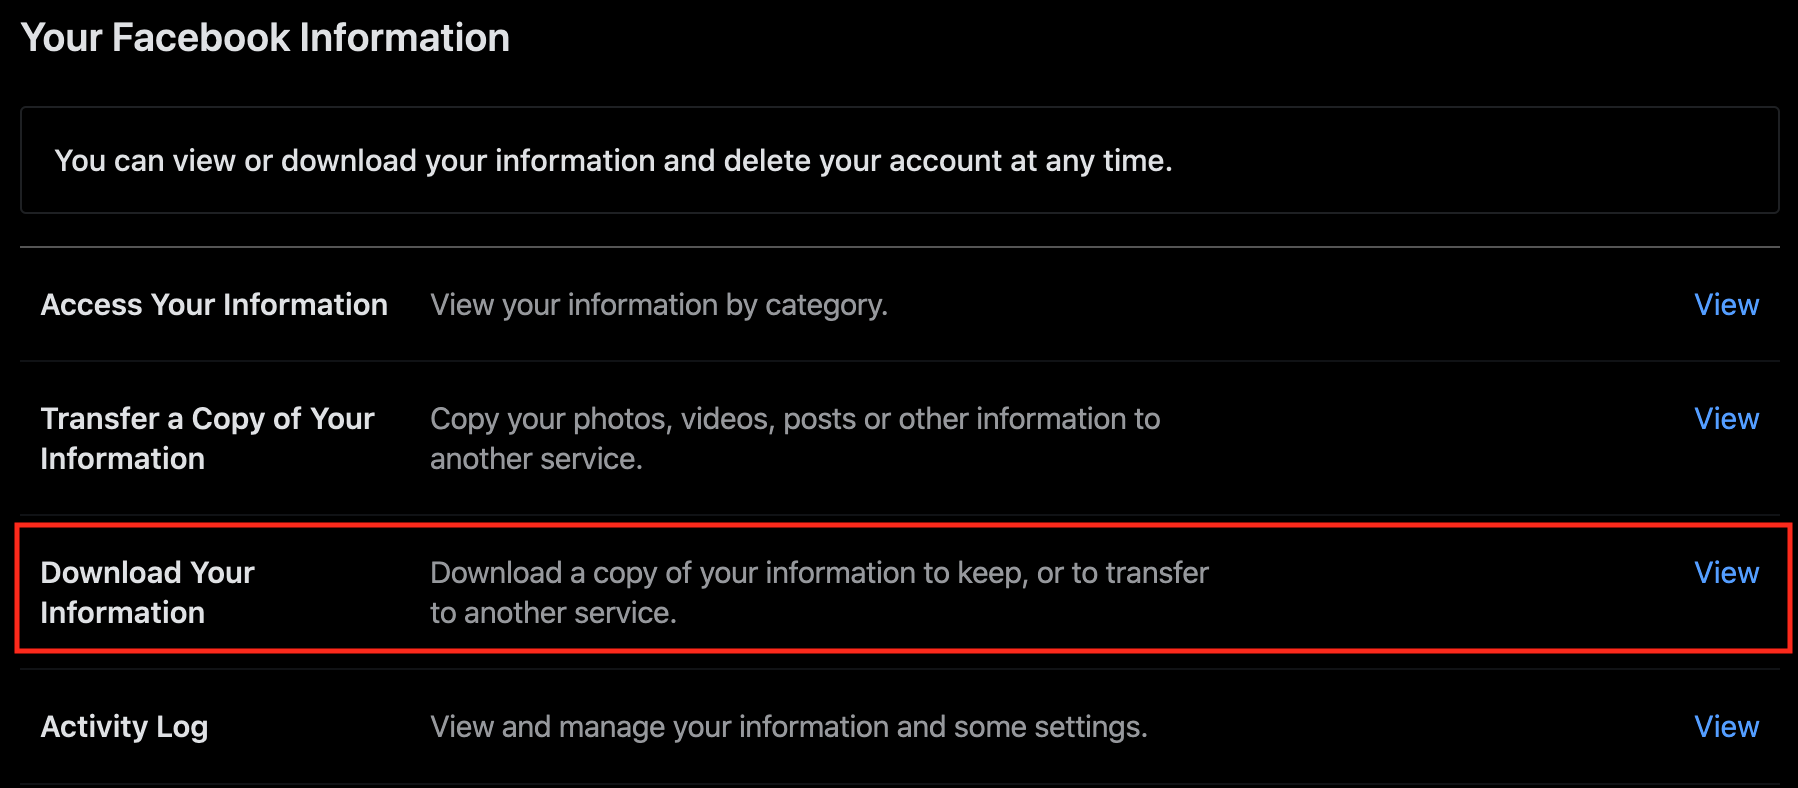 Your Facebook Information
You can view or download your information and delete your account at any time.
Access Your Information View your information by category. View
Transfer a Copy of Your Copy your photos, videos, posts or other information to View
Information another service.
Download Your Download a copy of your information to keep, or to transfer View
Information to another service.
Activity Log View and manage your information and some settings. View